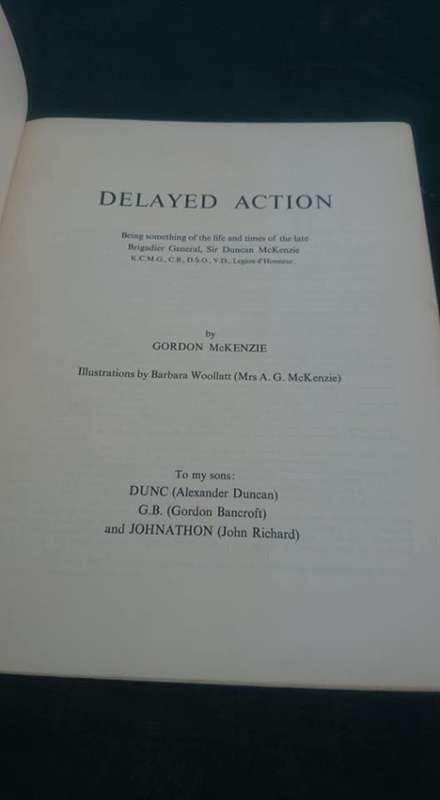 DELAYED ACTION
Being something of the life and times of the late
Brigadier General, Sir Duncan McKenzie
K.C.M.G., C.B., D.S.O., V.D., Legion d'Honneur.
by
GORDON McKENZIE
Illustrations by Barbara Woollatt (Mrs A. G. McKenzie)
To my sons:
DUNC (Alexander Duncan)
G.B. (Gordon Bancroft)
and JOHNATHON (John Richard)